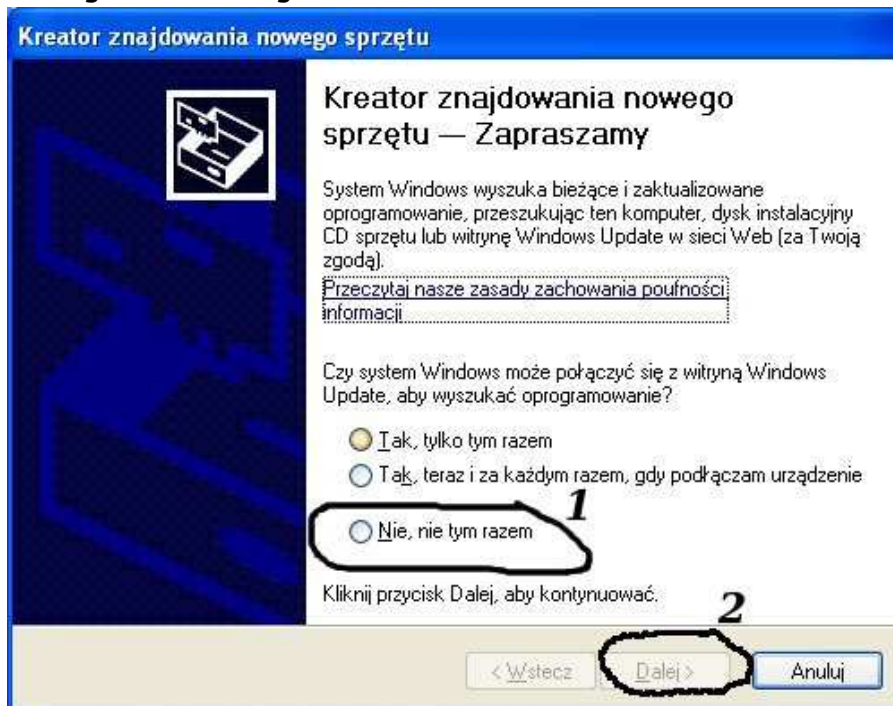 Kreator znajdowania nowego sprzętu
Kreator znajdowania nowego
sprzętu — Zapraszamy
System Windows wyszuka bieżące i zaktualizowane
oprogramowanie, przeszukując ten komputer, dysk instalacyjny
CD sprzętu lub witrynę Windows Update w sieci Web (za Twoją
zgodą).
Przeczytaj nasze zasady zachowania poufności
informacji
Czy system Windows może połączyć się z witryną Windows
Update, aby wyszukać oprogramowanie?
Tak, tylko tym razem
Tak, teraz i za każdym razem, gdy podłączam urządzenie
1
Nie, nie tym razem
Kliknij przycisk Dalej, aby kontynuować.
2
< Wstecz
Dalej >
Anuluj